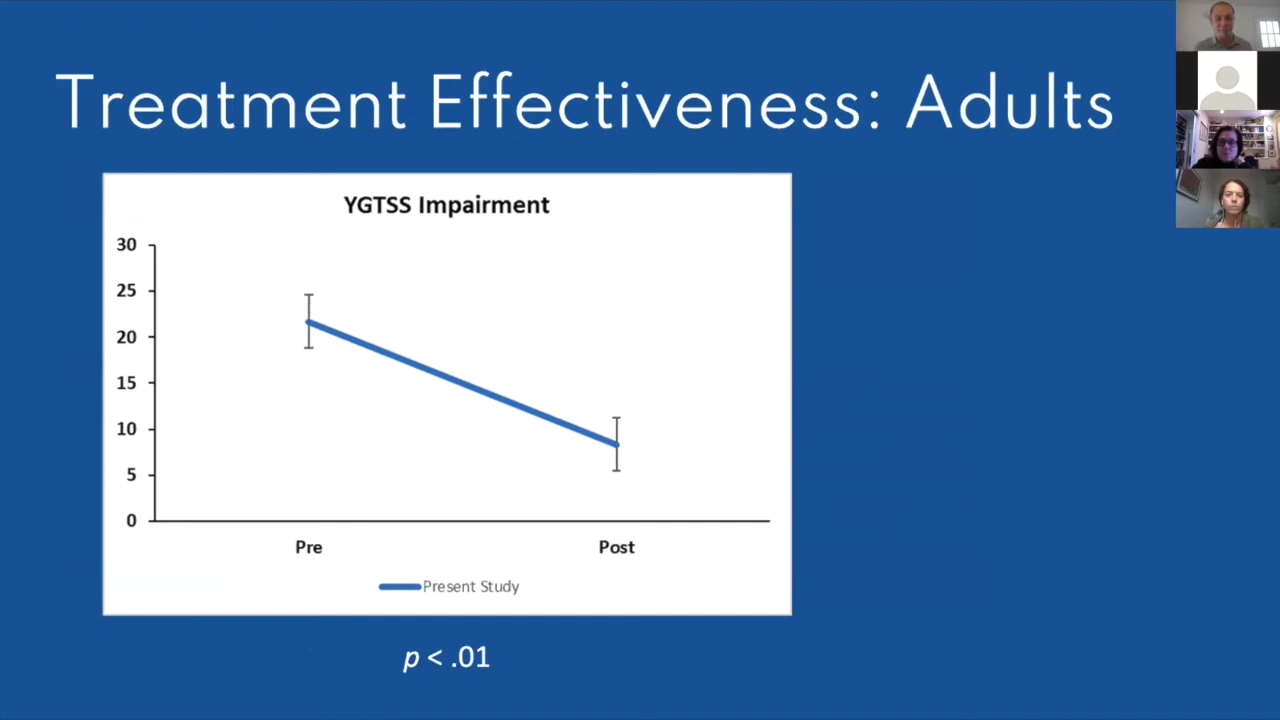 Treatment Effectiveness: Adults
YGTSS Impairment
30
25
20
15
10
5
0
Pre Post
Present Study
p < .01